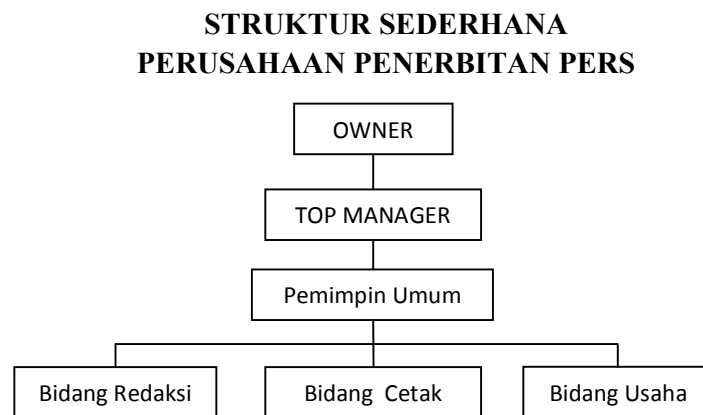 STRUKTUR SEDERHANA
PERUSAHAAN PENERBITAN PERS
OWNER
TOP MANAGER
Pemimpin Umum
Bidang Redaksi
Bidang Cetak
Bidang Usaha